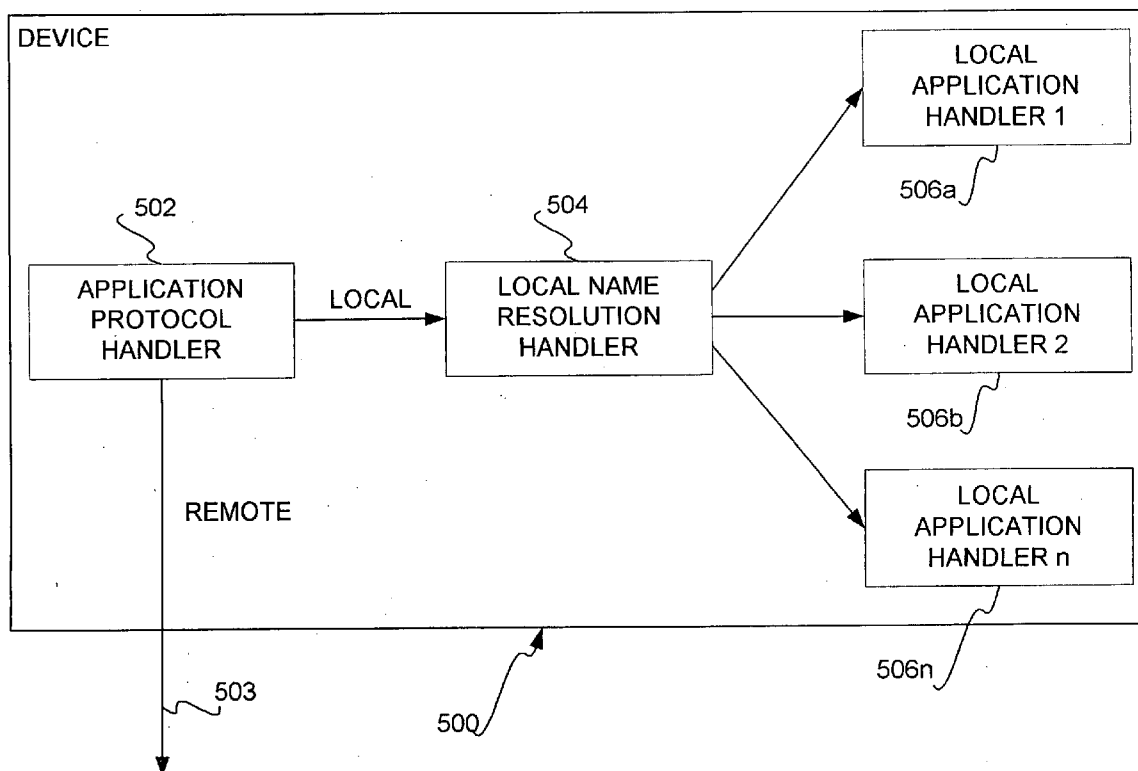 DEVICE
LOCAL
APPLICATION
HANDLER 1
506a
502
APPLICATION
PROTOCOL
HANDLER
LOCAL
504
LOCAL NAME
RESOLUTION
HANDLER
LOCAL
APPLICATION
HANDLER 2
506b
REMOTE
LOCAL
APPLICATION
HANDLER n
506n
503
500